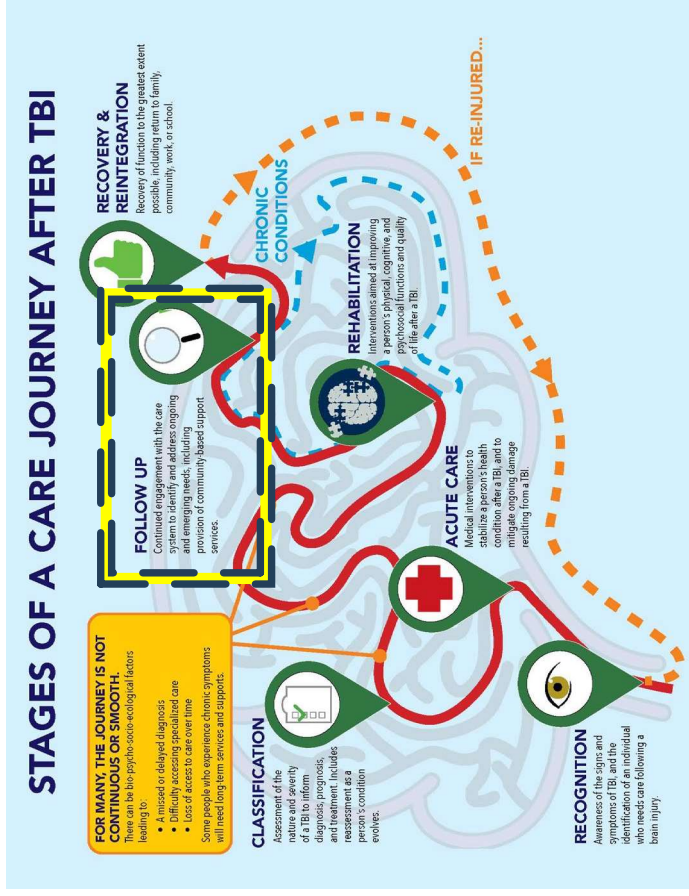 STAGES OF A CARE JOURNEY AFTER TBI
FOR MANY, THE JOURNEY IS NOT
CONTINUOUS OR SMOOTH.
There can be bio-psycho-socio-ecological factors
leading to:
• A missed or delayed diagnosis
• Difficulty accessing specialized care
• Loss of access to care over time
Some people who experience chronic symptoms
will need long-term services and supports.
FOLLOW UP
Continued engagement with the care
system to identify and address ongoing
and emerging needs, including
provision of community-based support
services.
RECOVERY &
REINTEGRATION
Recovery of function to the greatest extent
possible, including return to family,
community, work, or school.
CHRONIC
CONDITIONS
CLASSIFICATION
Assessment of the
nature and severity
of a TBI to inform
diagnosis, prognosis,
and treatment. Includes
reassessment as a
person's condition
evolves.
REHABILITATION
Interventions aimed at improving
a person's physical, cognitive, and
psychosocial functions and quality
of life after a TBI.
ACUTE CARE
Medical interventions to
stabilize a person's health
condition after a TBI, and to
mitigate ongoing damage
resulting from a TBI.
IF RE-INJURED...
RECOGNITION
Awareness of the signs and
symptoms of TBI, and the
identification of an individual
who needs care following a
brain injury.